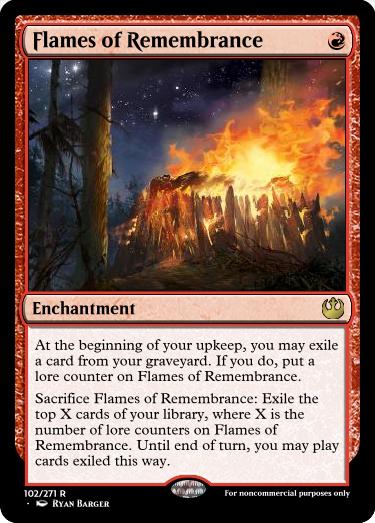 Flames of Remembrance
Enchantment
At the beginning of your upkeep, you may exile
a card from your graveyard. If you do, put a
lore counter on Flames of Remembrance.
Sacrifice Flames of Remembrance: Exile the
top X cards of your library, where X is the
number of lore counters on Flames of
Remembrance. Until end of turn, you may play
cards exiled this way.
102/271 R
For noncommercial purposes only
· Ryan Barger